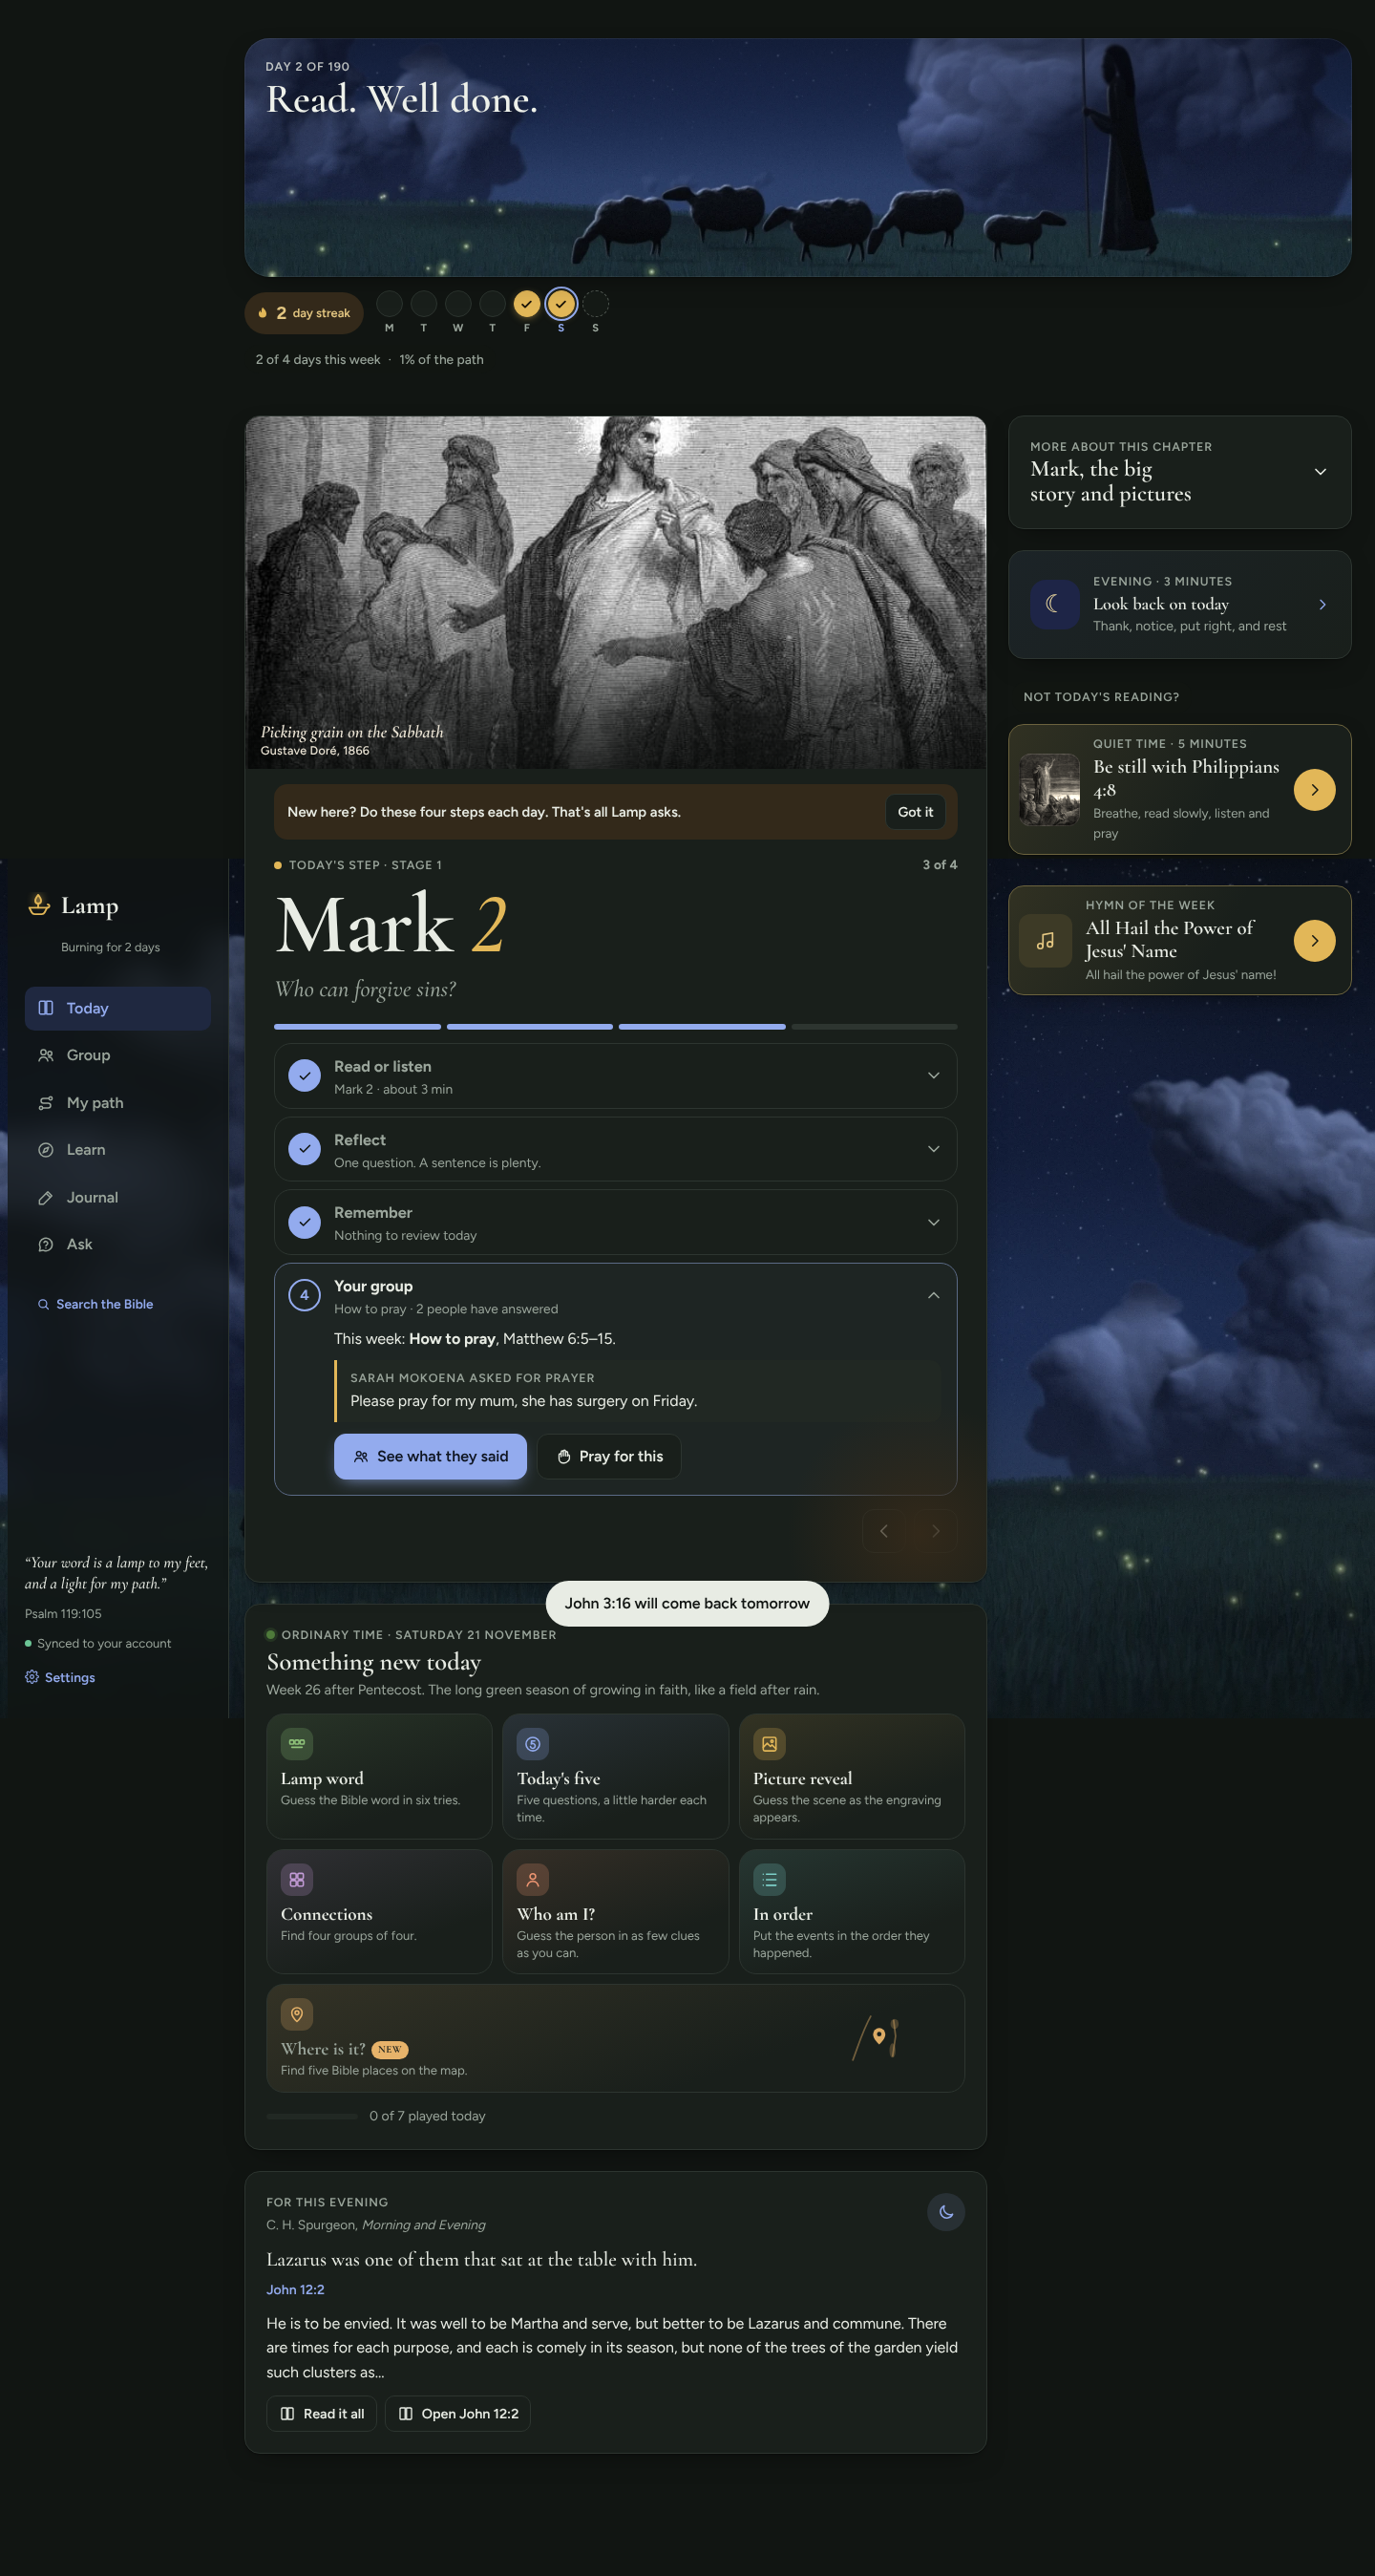 DAY 2 OF 190
Read. Well done.
2 day streak
M T W T F S S
2 of 4 days this week · 1% of the path
Picking grain on the Sabbath
Gustave Doré, 1866
New here? Do these four steps each day. That's all Lamp asks.
Got it
TODAY'S STEP · STAGE 1
3 of 4
Mark 2
Who can forgive sins?
Read or listen
Mark 2 · about 3 min
Reflect
One question. A sentence is plenty.
Remember
Nothing to review today
4
Your group
How to pray · 2 people have answered
This week: How to pray, Matthew 6:5–15.
SARAH MOKOENA ASKED FOR PRAYER
Please pray for my mum, she has surgery on Friday.
See what they said
Pray for this
MORE ABOUT THIS CHAPTER
Mark, the big
story and pictures
EVENING · 3 MINUTES
Look back on today
Thank, notice, put right, and rest
NOT TODAY'S READING?
QUIET TIME · 5 MINUTES
Be still with Philippians
4:8
Breathe, read slowly, listen and
pray
HYMN OF THE WEEK
All Hail the Power of
Jesus' Name
All hail the power of Jesus' name!
Lamp
Burning for 2 days
Today
Group
My path
Learn
Journal
Ask
Search the Bible
“Your word is a lamp to my feet,
and a light for my path.”
Psalm 119:105
Synced to your account
Settings
John 3:16 will come back tomorrow
ORDINARY TIME · SATURDAY 21 NOVEMBER
Something new today
Week 26 after Pentecost. The long green season of growing in faith, like a field after rain.
Lamp word
Guess the Bible word in six tries.
5
Today's five
Five questions, a little harder each
time.
Picture reveal
Guess the scene as the engraving
appears.
Connections
Find four groups of four.
Who am I?
Guess the person in as few clues
as you can.
In order
Put the events in the order they
happened.
Where is it? NEW
Find five Bible places on the map.
0 of 7 played today
FOR THIS EVENING
C. H. Spurgeon, Morning and Evening
Lazarus was one of them that sat at the table with him.
John 12:2
He is to be envied. It was well to be Martha and serve, but better to be Lazarus and commune. There
are times for each purpose, and each is comely in its season, but none of the trees of the garden yield
such clusters as…
Read it all
Open John 12:2